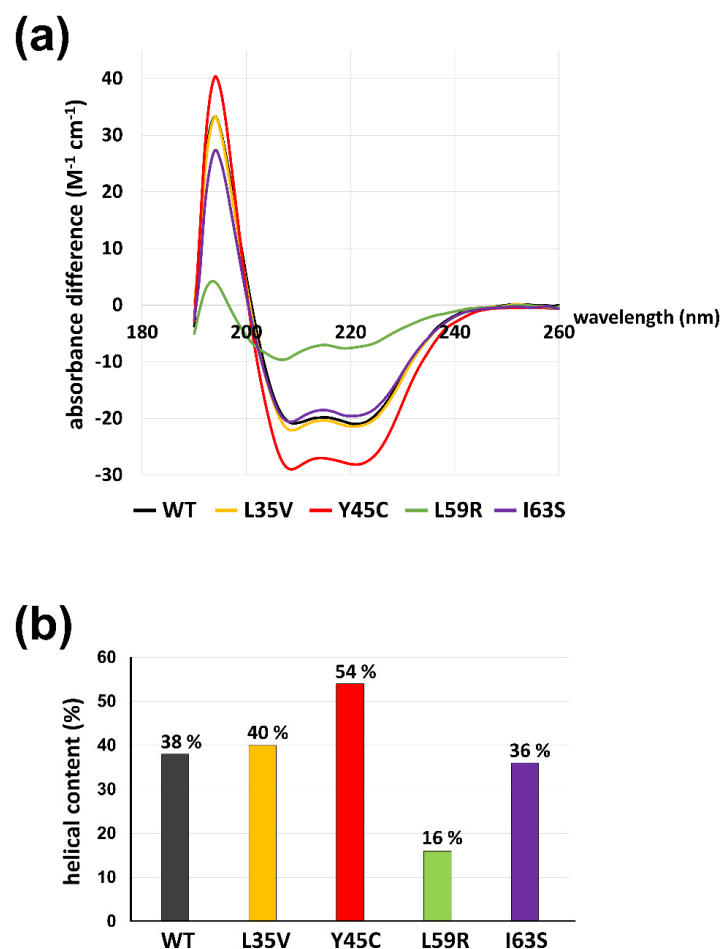 (a)
absorbance difference (M⁻¹ cm⁻¹)
40
30
20
10
0
-10
-20
-30
180 200 220 240 260
wavelength (nm)
WT L35V Y45C L59R I63S
(b)
helical content (%)
60
50
40
30
20
10
0
38 % 40 % 54 % 16 % 36 %
WT L35V Y45C L59R I63S